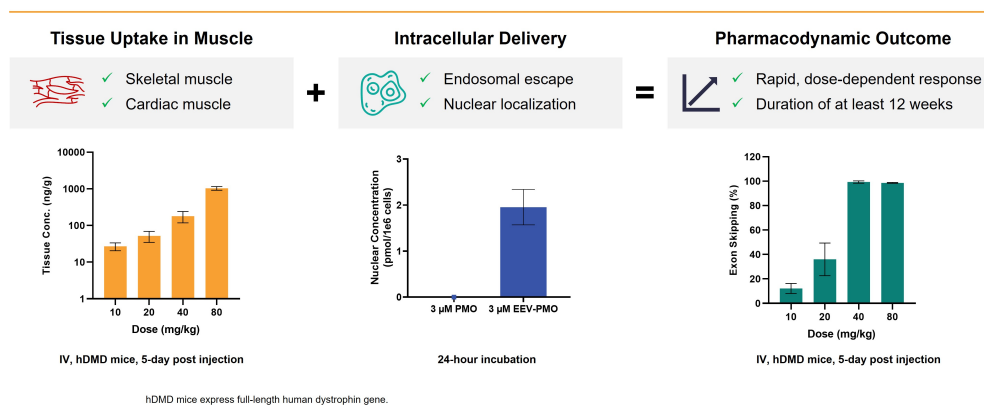 Tissue Uptake in Muscle
✓ Skeletal muscle
✓ Cardiac muscle
+
Intracellular Delivery
✓ Endosomal escape
✓ Nuclear localization
=
Pharmacodynamic Outcome
✓ Rapid, dose-dependent response
✓ Duration of at least 12 weeks
Tissue Conc. (ng/g)
10000
1000
100
10
1
10 20 40 80
Dose (mg/kg)
IV, hDMD mice, 5-day post injection
Nuclear Concentration
(pmol/1e6 cells)
3
2
1
0
3 µM PMO 3 µM EEV-PMO
24-hour incubation
Exon Skipping (%)
120
100
80
60
40
20
0
10 20 40 80
Dose (mg/kg)
IV, hDMD mice, 5-day post injection
hDMD mice express full-length human dystrophin gene.